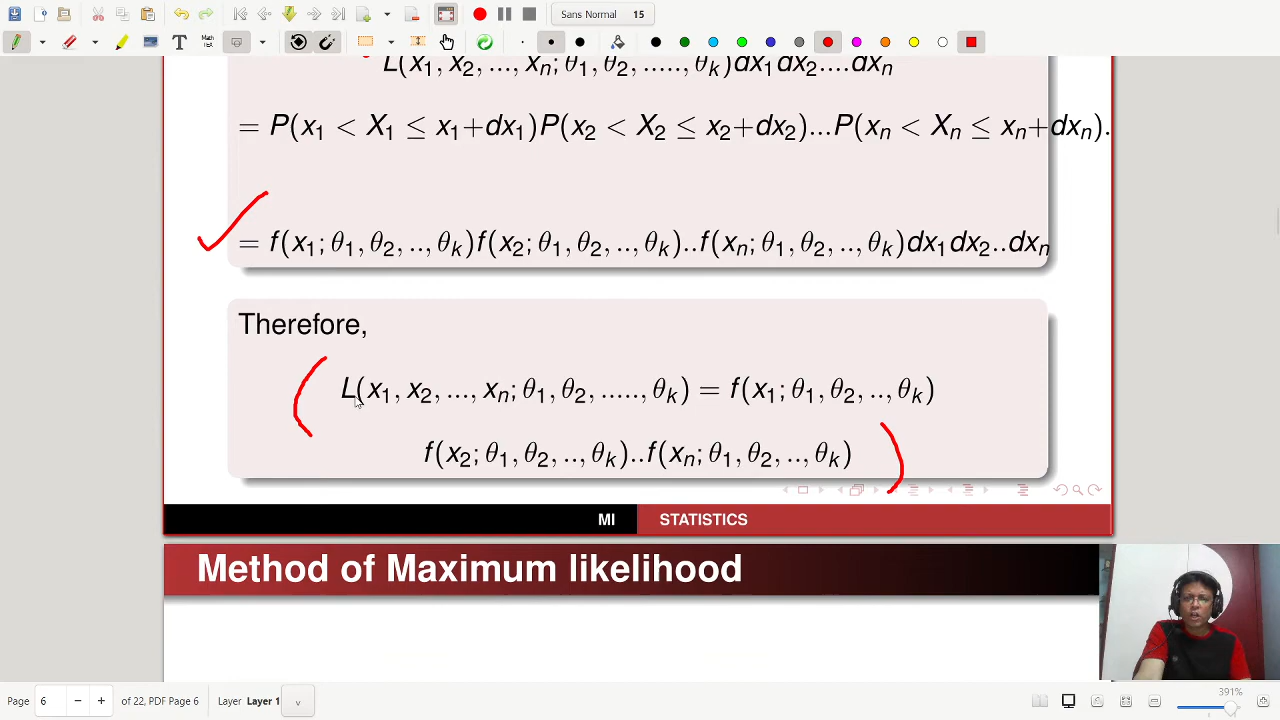 Sans Normal 15
L(x₁, x₂, ..., xₙ; θ₁, θ₂, ....., θₖ)dx₁dx₂....dxₙ
= P(x₁ < X₁ ≤ x₁+dx₁)P(x₂ < X₂ ≤ x₂+dx₂)...P(xₙ < Xₙ ≤ xₙ+dxₙ).
= f(x₁; θ₁, θ₂, .., θₖ)f(x₂; θ₁, θ₂, .., θₖ)..f(xₙ; θ₁, θ₂, .., θₖ)dx₁dx₂..dxₙ
Therefore,
L(x₁, x₂, ..., xₙ; θ₁, θ₂, ....., θₖ) = f(x₁; θ₁, θ₂, .., θₖ)
f(x₂; θ₁, θ₂, .., θₖ)..f(xₙ; θ₁, θ₂, .., θₖ)
MI STATISTICS
Method of Maximum likelihood
Page 6 of 22, PDF Page 6 Layer Layer 1 391%